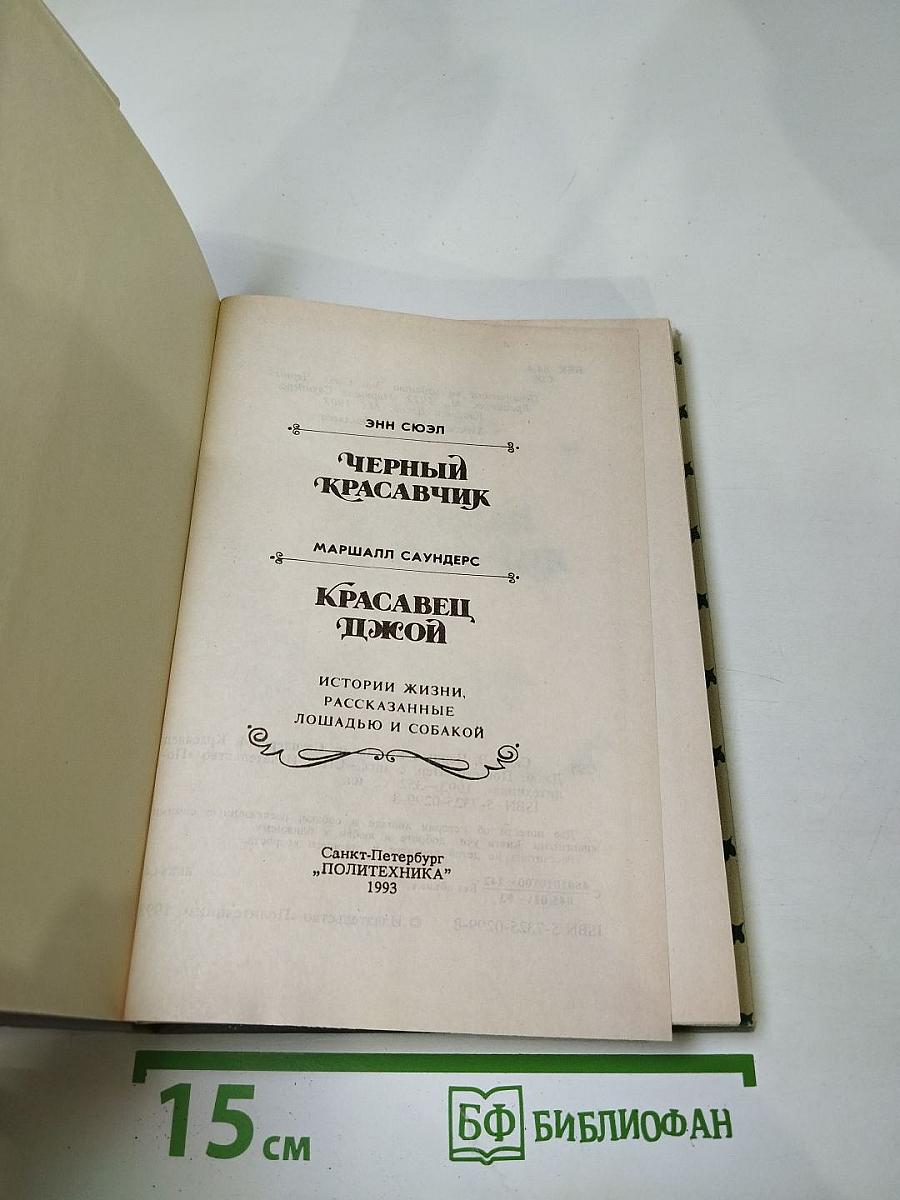 ЭНН СЮЭЛ
ЧЕРНЫЙ
КРАСАВЧИК
МАРШАЛЛ САУНДЕРС
КРАСАВЕЦ
ДЖОЙ
ИСТОРИИ ЖИЗНИ,
РАССКАЗАННЫЕ
ЛОШАДЬЮ И СОБАКОЙ
Санкт-Петербург
„ПОЛИТЕХНИКА”
1993
15 см
БФ БИБЛИОФАН